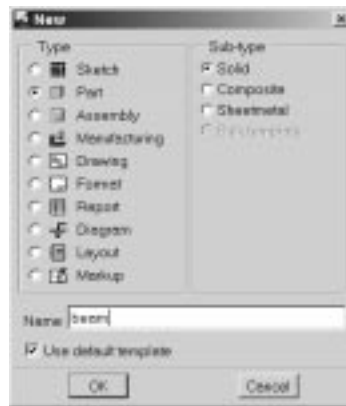 New
Type
Sketch
Part
Assembly
Manufacturing
Drawing
Format
Report
Diagram
Layout
Markup
Sub-type
Solid
Composite
Sheetmetal
Name beam
Use default template
OK
Cancel